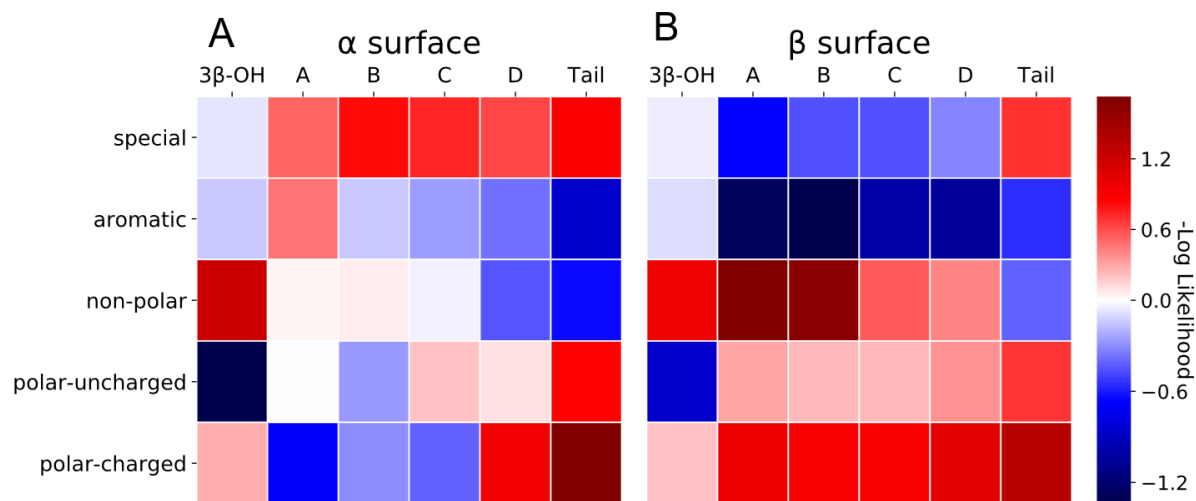 A
α surface
B
β surface
3β-OH A B C D Tail
3β-OH A B C D Tail
special
aromatic
non-polar
polar-uncharged
polar-charged
1.2
0.6
0.0
−0.6
−1.2
-Log Likelihood